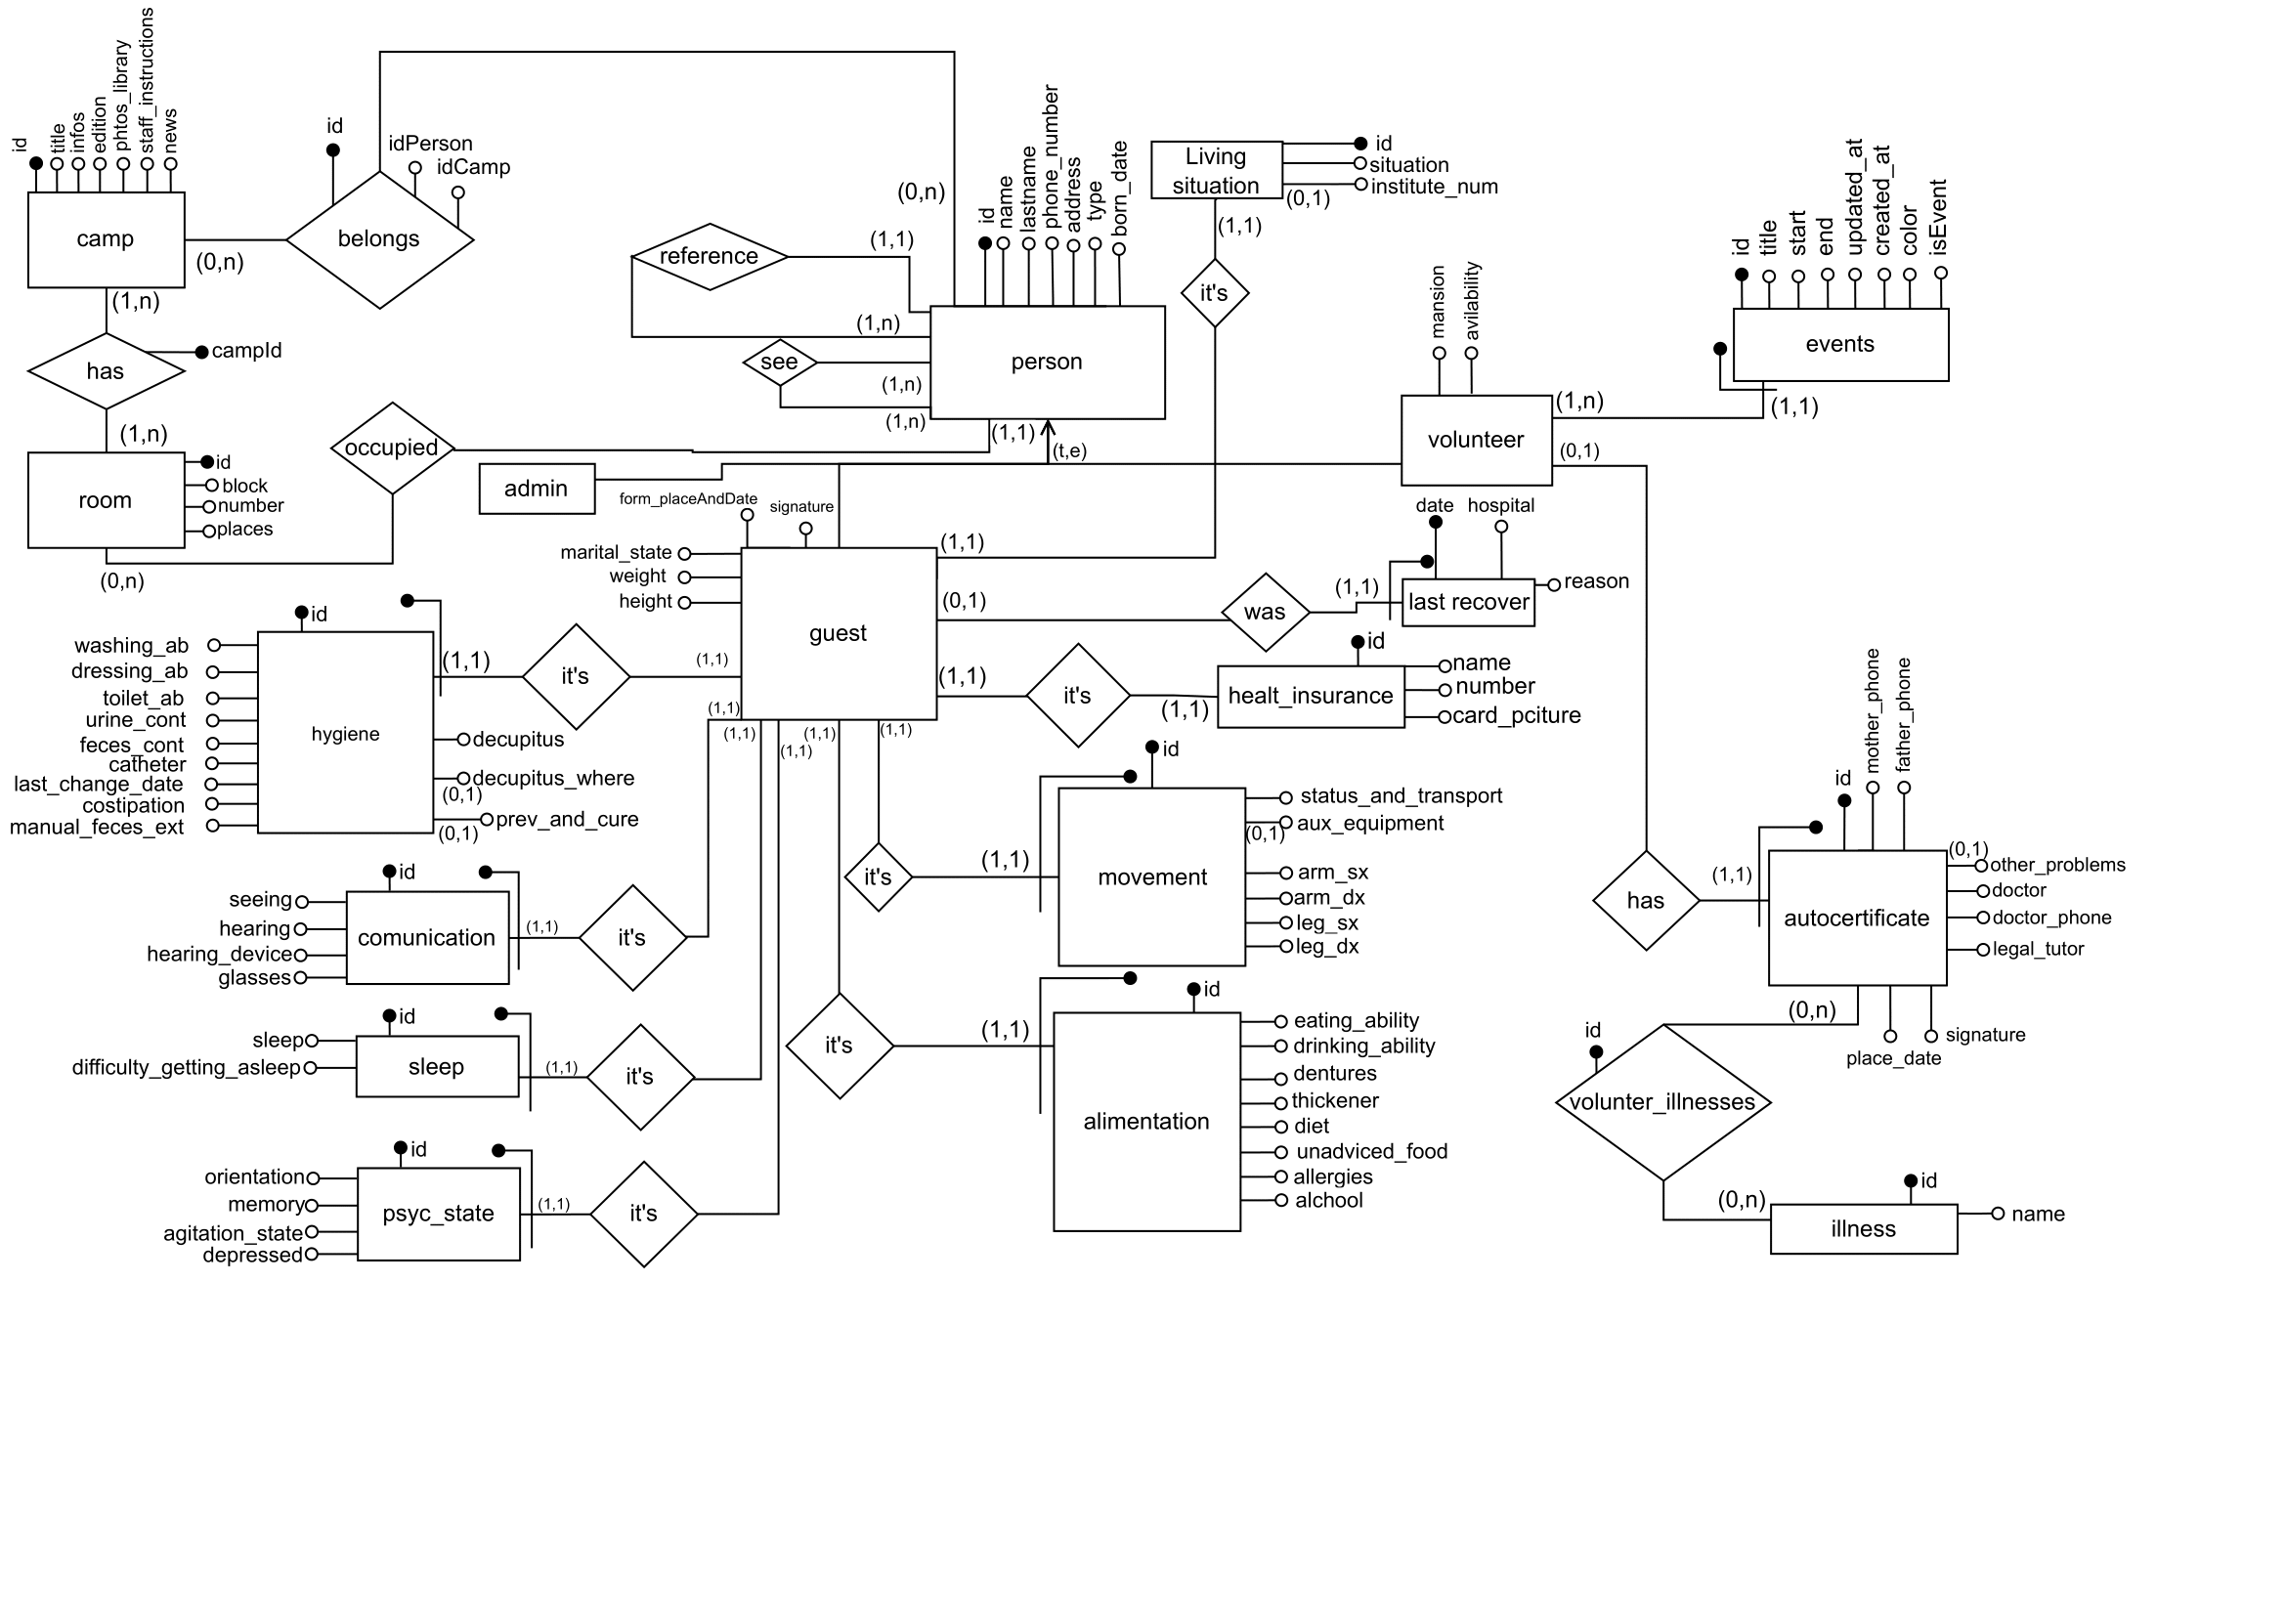 id
title
infos
edition
phtos_library
staff_instructions
news
camp
(0,n)
(1,n)
has
campId
(1,n)
room
id
block
number
places
(0,n)
id
idPerson
idCamp
belongs
(0,n)
occupied
reference
(1,1)
(1,n)
see
(1,n)
(1,n)
id
name
lastname
phone_number
address
type
born_date
person
(1,1)
(t,e)
admin
Living
situation
id
situation
institute_num
(0,1)
(1,1)
it's
mansion
avilability
volunteer
(1,n)
(0,1)
id
title
start
end
updated_at
created_at
color
isEvent
events
(1,1)
form_placeAndDate
signature
marital_state
weight
height
guest
(1,1)
(0,1)
(1,1)
(1,1)
(1,1)
(1,1)
(1,1)
(1,1)
(1,1)
was
(1,1)
date
hospital
last recover
reason
it's
(1,1)
id
healt_insurance
name
number
card_pciture
id
washing_ab
dressing_ab
toilet_ab
urine_cont
feces_cont
catheter
last_change_date
costipation
manual_feces_ext
hygiene
(1,1)
it's
decupitus
decupitus_where
(0,1)
prev_and_cure
(0,1)
id
seeing
hearing
hearing_device
glasses
comunication
(1,1)
it's
id
sleep
difficulty_getting_asleep
sleep
(1,1)
it's
id
orientation
memory
agitation_state
depressed
psyc_state
(1,1)
it's
it's
(1,1)
id
movement
status_and_transport
aux_equipment
(0,1)
arm_sx
arm_dx
leg_sx
leg_dx
it's
(1,1)
id
alimentation
eating_ability
drinking_ability
dentures
thickener
diet
unadviced_food
allergies
alchool
has
(1,1)
id
mother_phone
father_phone
autocertificate
(0,1)
other_problems
doctor
doctor_phone
legal_tutor
(0,n)
place_date
signature
id
volunter_illnesses
(0,n)
id
illness
name